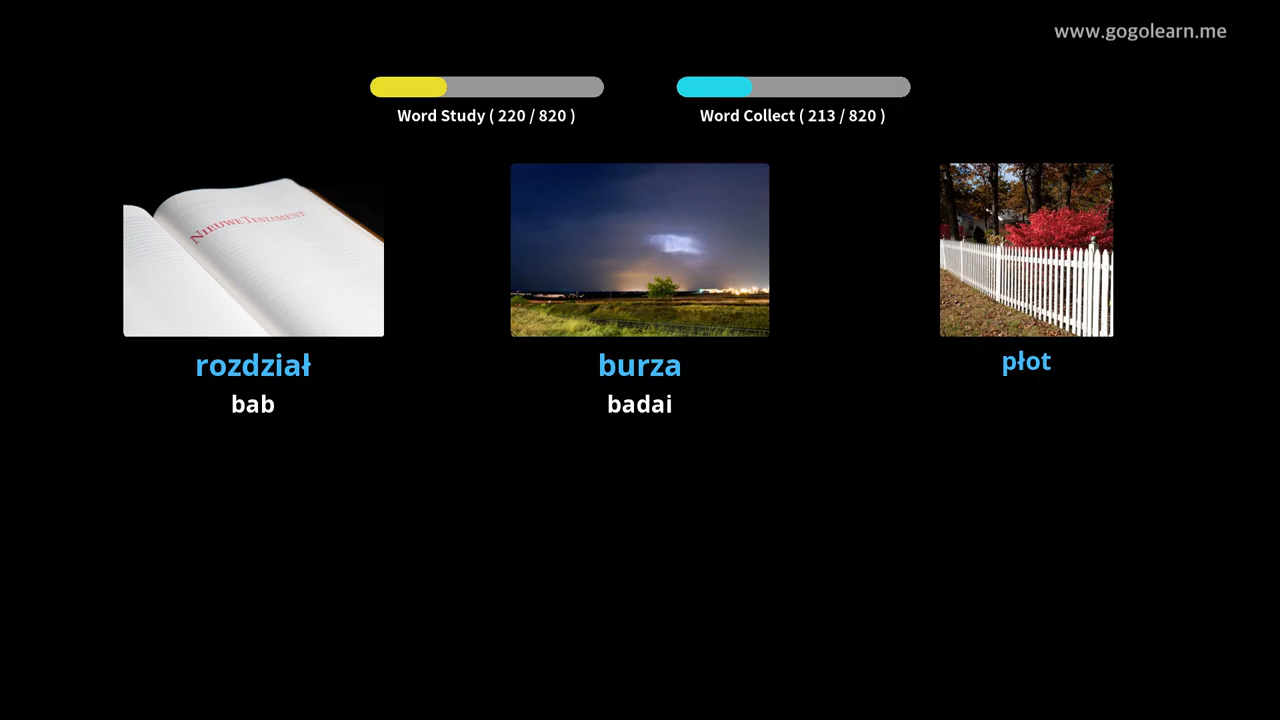 www.gogolearn.me
Word Study ( 220 / 820 )
Word Collect ( 213 / 820 )
NIEUWE TESTAMENT
rozdział
burza
płot
bab
badai